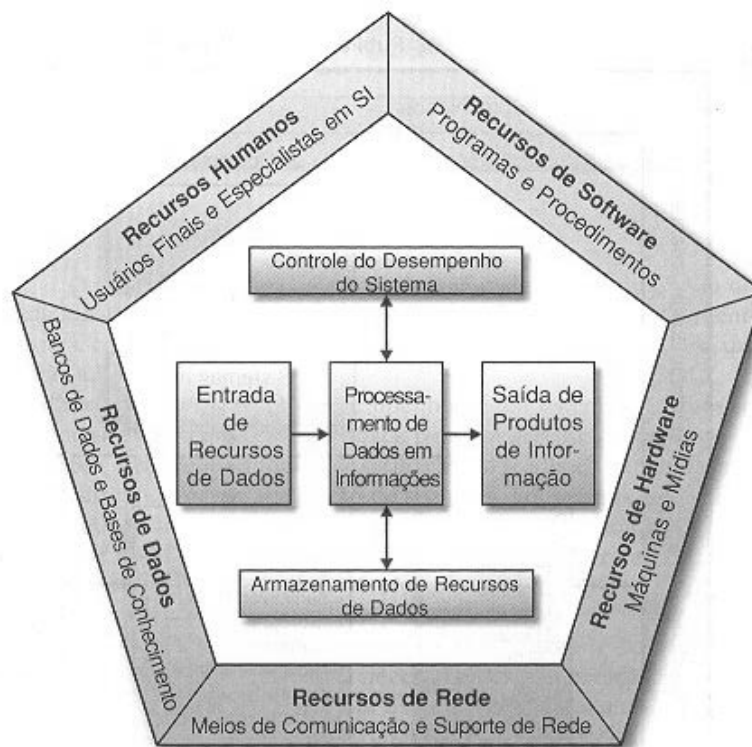 Recursos Humanos
Usuários Finais e Especialistas em SI
Recursos de Software
Programas e Procedimentos
Controle do Desempenho
do Sistema
Entrada
de
Recursos
de Dados
Processa-
mento de
Dados em
Informações
Saída de
Produtos
de Infor-
mação
Armazenamento de Recursos
de Dados
Recursos de Dados
Bancos de Dados e Bases de Conhecimento
Recursos de Hardware
Máquinas e Mídias
Recursos de Rede
Meios de Comunicação e Suporte de Rede